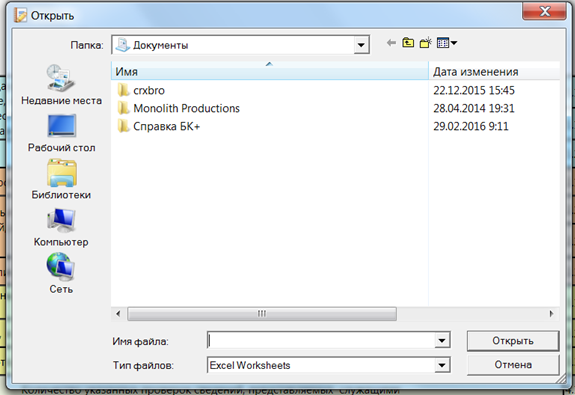 Открыть
Папка:
Документы
Имя
Дата изменения
Недавние места
Рабочий стол
Библиотеки
Компьютер
Сеть
crxbro 22.12.2015 15:45
Monolith Productions 28.04.2014 19:31
Справка БК+ 29.02.2016 9:11
Имя файла:
Открыть
Тип файлов:
Excel Worksheets
Отмена
Количество указанных проверок сведений, представляемых служащими